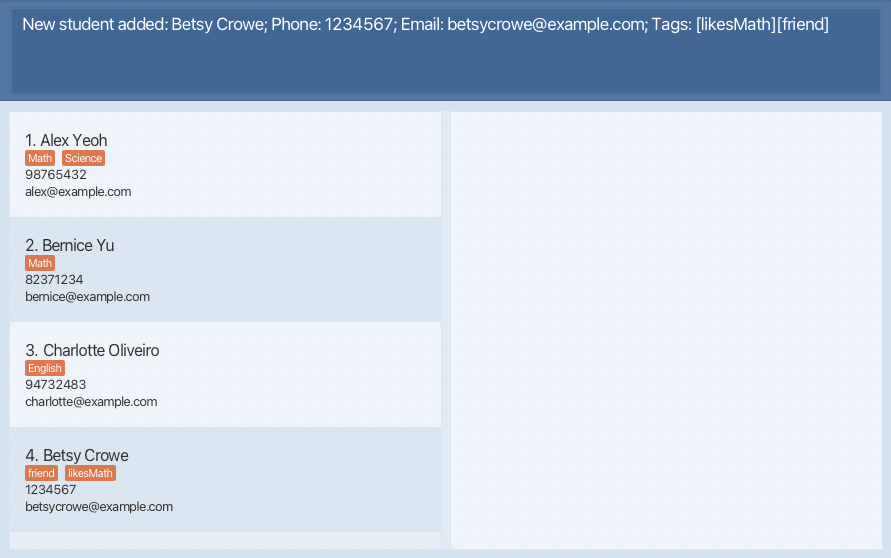 New student added: Betsy Crowe; Phone: 1234567; Email: betsycrowe@example.com; Tags: [likesMath][friend]
1. Alex Yeoh
Math Science
98765432
alex@example.com
2. Bernice Yu
Math
82371234
bernice@example.com
3. Charlotte Oliveiro
English
94732483
charlotte@example.com
4. Betsy Crowe
friend likesMath
1234567
betsycrowe@example.com